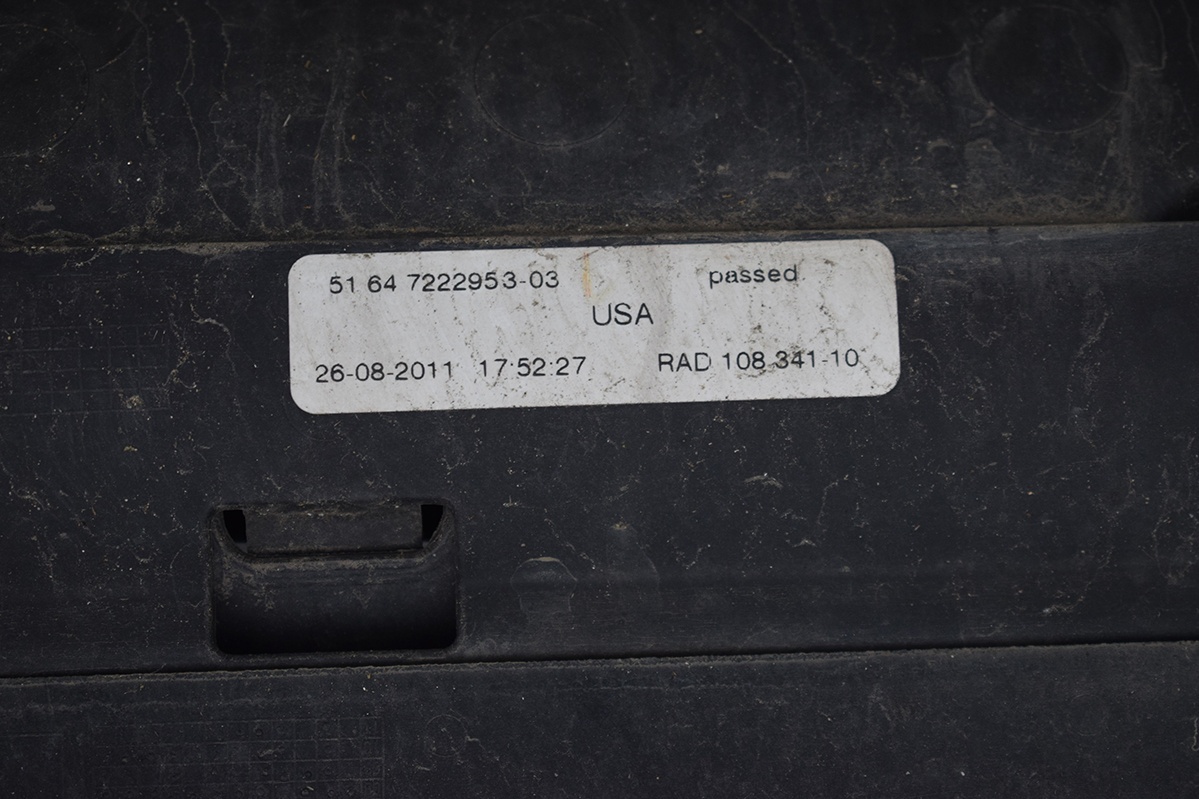 51 64 7222953-03 passed
USA
26-08-2011 17:52:27 RAD 108 341-10